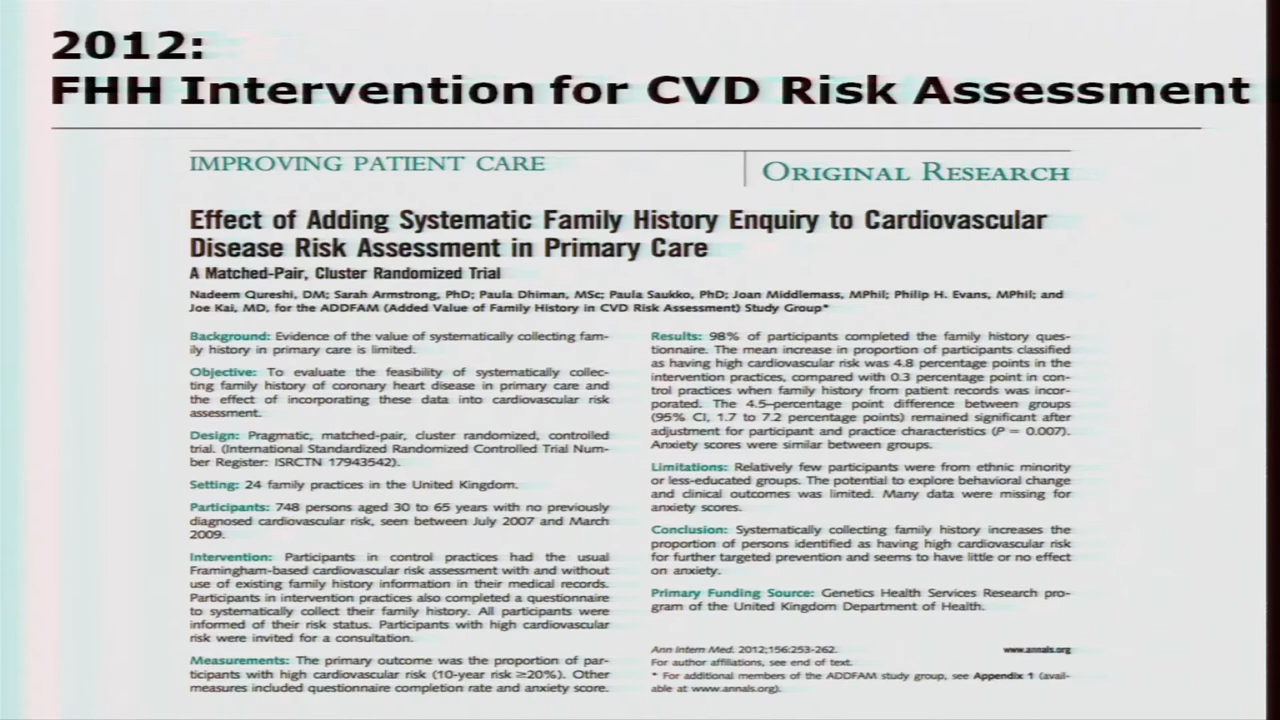 2012:
FHH Intervention for CVD Risk Assessment
IMPROVING PATIENT CARE
ORIGINAL RESEARCH
Effect of Adding Systematic Family History Enquiry to Cardiovascular
Disease Risk Assessment in Primary Care
A Matched-Pair, Cluster Randomized Trial
Nadeem Qureshi, DM; Sarah Armstrong, PhD; Paula Dhiman, MSc; Paula Saukko, PhD; Joan Middlemass, MPhil; Philip H. Evans, MPhil; and
Joe Kai, MD, for the ADDFAM (Added Value of Family History in CVD Risk Assessment) Study Group*
Background: Evidence of the value of systematically collecting fam-
ily history in primary care is limited.
Objective: To evaluate the feasibility of systematically collec-
ting family history of coronary heart disease in primary care and
the effect of incorporating these data into cardiovascular risk
assessment.
Design: Pragmatic, matched-pair, cluster randomized, controlled
trial. (International Standardized Randomized Controlled Trial Num-
ber Register: ISRCTN 17943542).
Setting: 24 family practices in the United Kingdom.
Participants: 748 persons aged 30 to 65 years with no previously
diagnosed cardiovascular risk, seen between July 2007 and March
2009.
Intervention: Participants in control practices had the usual
Framingham-based cardiovascular risk assessment with and without
use of existing family history information in their medical records.
Participants in intervention practices also completed a questionnaire
to systematically collect their family history. All participants were
informed of their risk status. Participants with high cardiovascular
risk were invited for a consultation.
Measurements: The primary outcome was the proportion of par-
ticipants with high cardiovascular risk (10-year risk ≥20%). Other
measures included questionnaire completion rate and anxiety score.
Results: 98% of participants completed the family history ques-
tionnaire. The mean increase in proportion of participants classified
as having high cardiovascular risk was 4.8 percentage points in the
intervention practices, compared with 0.3 percentage point in con-
trol practices when family history from patient records was incor-
porated. The 4.5–percentage point difference between groups
(95% CI, 1.7 to 7.2 percentage points) remained significant after
adjustment for participant and practice characteristics (P = 0.007).
Anxiety scores were similar between groups.
Limitations: Relatively few participants were from ethnic minority
or less-educated groups. The potential to explore behavioral change
and clinical outcomes was limited. Many data were missing for
anxiety scores.
Conclusion: Systematically collecting family history increases the
proportion of persons identified as having high cardiovascular risk
for further targeted prevention and seems to have little or no effect
on anxiety.
Primary Funding Source: Genetics Health Services Research pro-
gram of the United Kingdom Department of Health.
Ann Intern Med. 2012;156:253-262.
www.annals.org
For author affiliations, see end of text.
* For additional members of the ADDFAM study group, see Appendix 1 (avail-
able at www.annals.org).